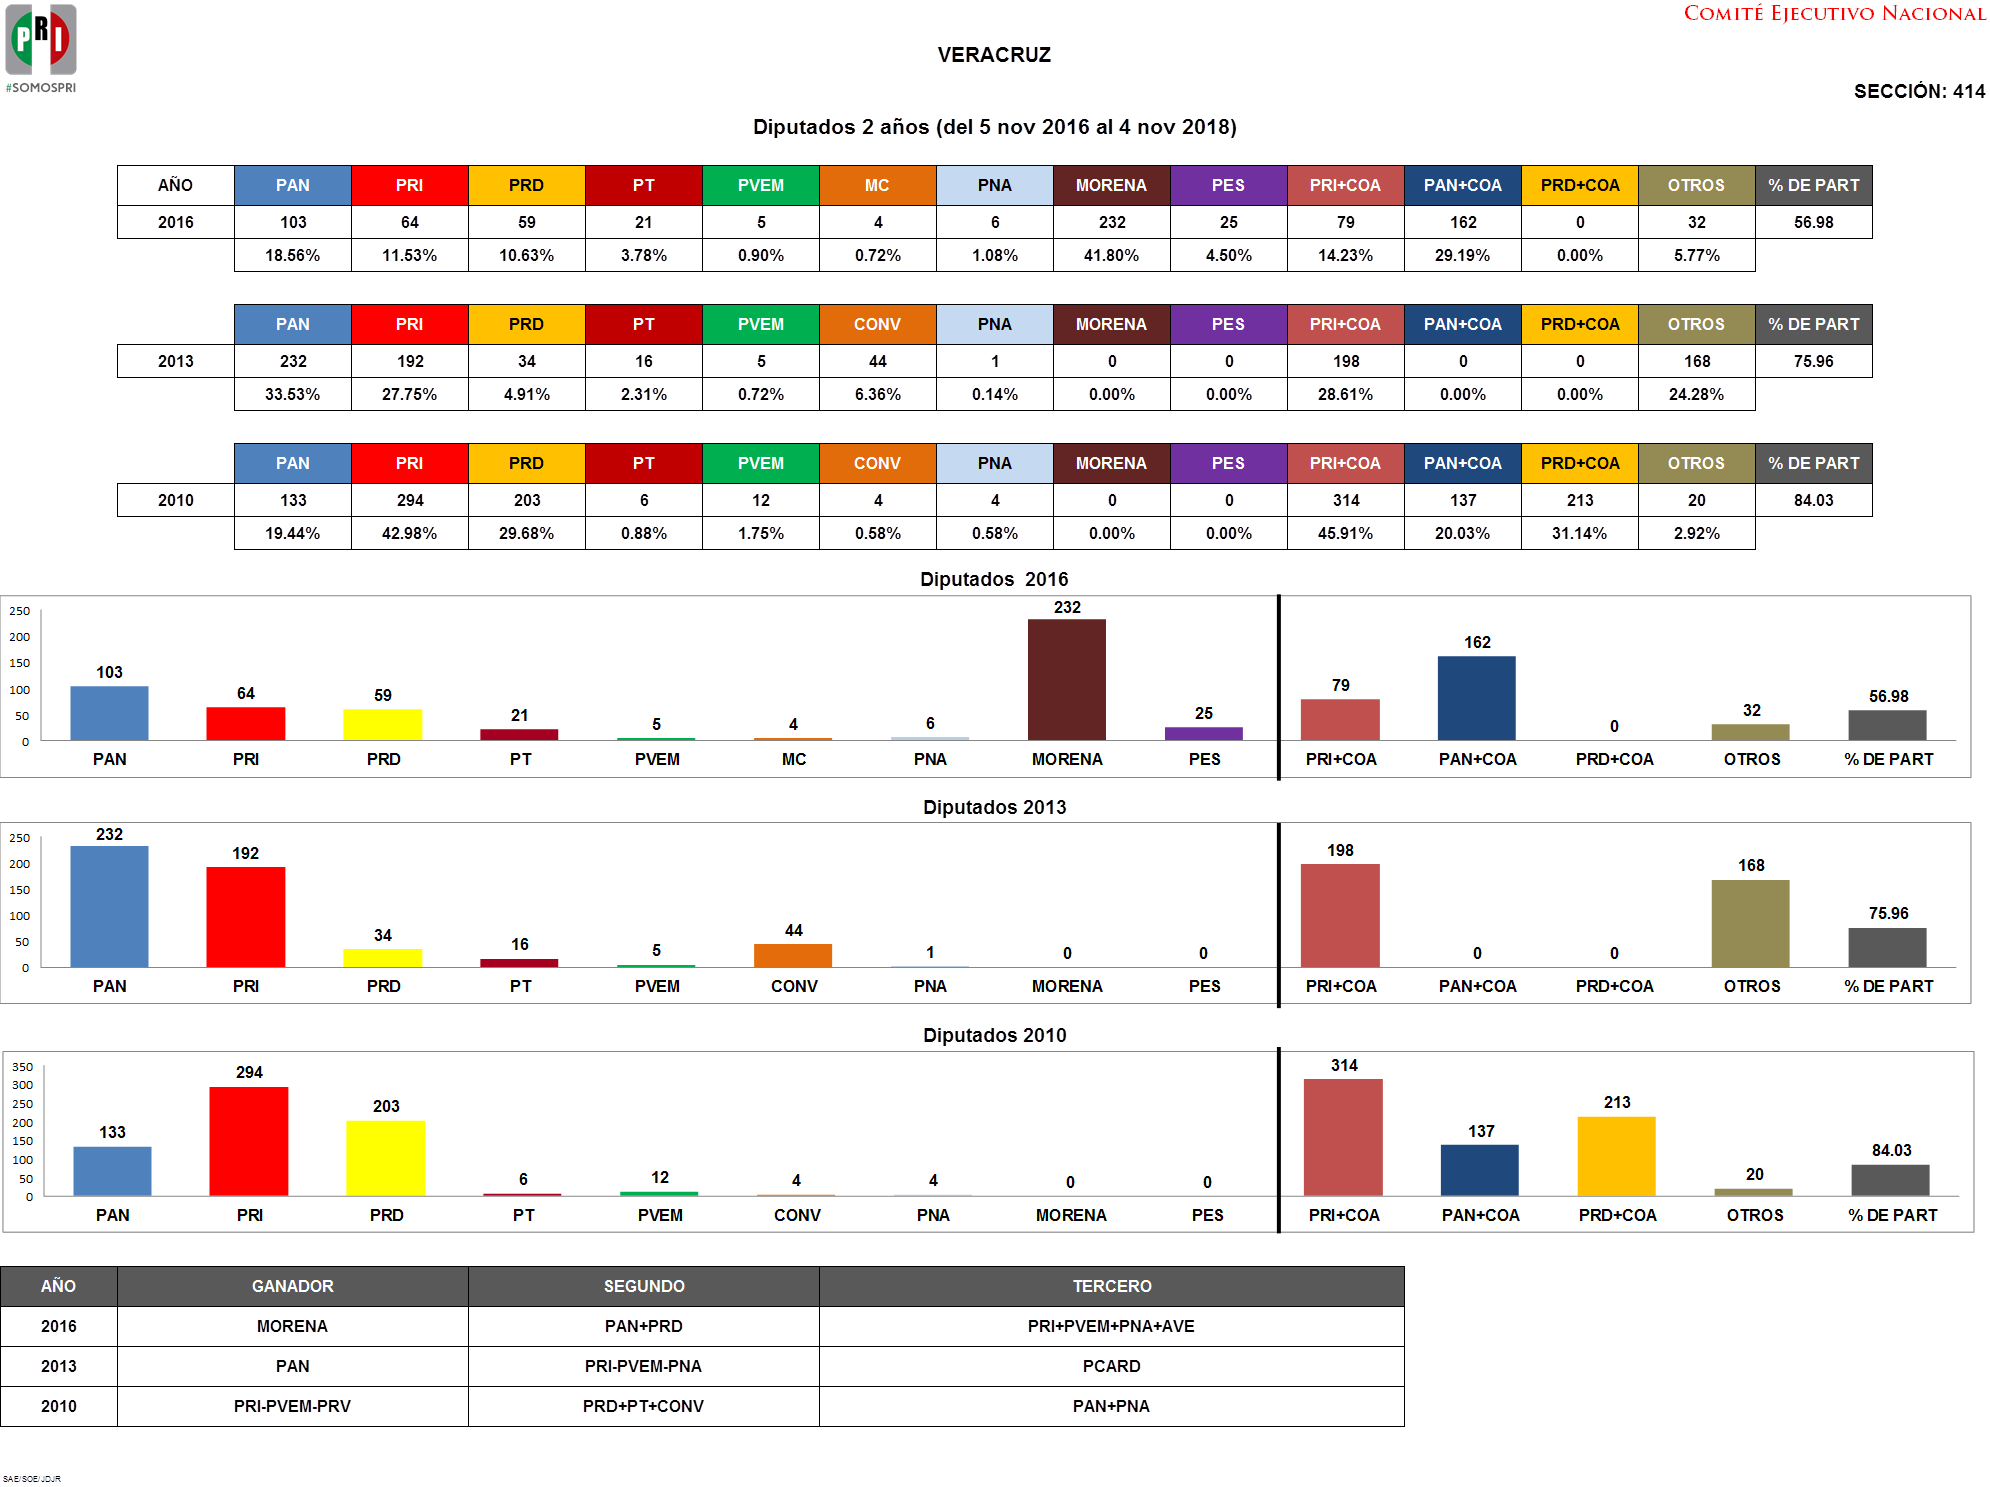 COMITÉ EJECUTIVO NACIONAL
PRI
#SOMOSPRI
VERACRUZ
SECCIÓN: 414
Diputados 2 años (del 5 nov 2016 al 4 nov 2018)
AÑO PAN PRI PRD PT PVEM MC PNA MORENA PES PRI+COA PAN+COA PRD+COA OTROS % DE PART
2016 103 64 59 21 5 4 6 232 25 79 162 0 32 56.98
18.56% 11.53% 10.63% 3.78% 0.90% 0.72% 1.08% 41.80% 4.50% 14.23% 29.19% 0.00% 5.77%
PAN PRI PRD PT PVEM CONV PNA MORENA PES PRI+COA PAN+COA PRD+COA OTROS % DE PART
2013 232 192 34 16 5 44 1 0 0 198 0 0 168 75.96
33.53% 27.75% 4.91% 2.31% 0.72% 6.36% 0.14% 0.00% 0.00% 28.61% 0.00% 0.00% 24.28%
PAN PRI PRD PT PVEM CONV PNA MORENA PES PRI+COA PAN+COA PRD+COA OTROS % DE PART
2010 133 294 203 6 12 4 4 0 0 314 137 213 20 84.03
19.44% 42.98% 29.68% 0.88% 1.75% 0.58% 0.58% 0.00% 0.00% 45.91% 20.03% 31.14% 2.92%
Diputados 2016
250
200
150
100
50
0
103 64 59 21 5 4 6 232 25 79 162 0 32 56.98
PAN PRI PRD PT PVEM MC PNA MORENA PES PRI+COA PAN+COA PRD+COA OTROS % DE PART
Diputados 2013
250
200
150
100
50
0
232 192 34 16 5 44 1 0 0 198 0 0 168 75.96
PAN PRI PRD PT PVEM CONV PNA MORENA PES PRI+COA PAN+COA PRD+COA OTROS % DE PART
Diputados 2010
350
300
250
200
150
100
50
0
133 294 203 6 12 4 4 0 0 314 137 213 20 84.03
PAN PRI PRD PT PVEM CONV PNA MORENA PES PRI+COA PAN+COA PRD+COA OTROS % DE PART
AÑO GANADOR SEGUNDO TERCERO
2016 MORENA PAN+PRD PRI+PVEM+PNA+AVE
2013 PAN PRI-PVEM-PNA PCARD
2010 PRI-PVEM-PRV PRD+PT+CONV PAN+PNA
SAE/SOE/JDJR